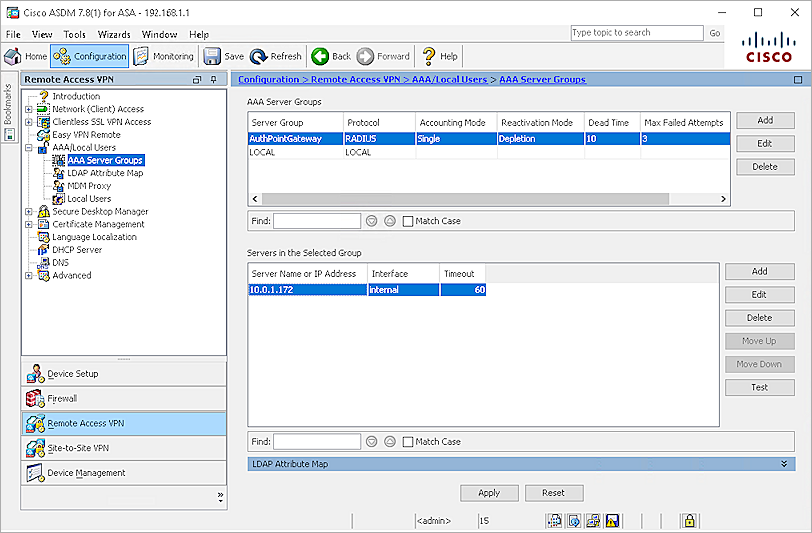 Cisco ASDM 7.8(1) for ASA - 192.168.1.1
File View Tools Wizards Window Help
Type topic to search Go
Home Configuration Monitoring Save Refresh Back Forward Help
CISCO
Bookmarks
Remote Access VPN
Introduction
Network (Client) Access
Clientless SSL VPN Access
Easy VPN Remote
AAA/Local Users
AAA Server Groups
LDAP Attribute Map
MDM Proxy
Local Users
Secure Desktop Manager
Certificate Management
Language Localization
DHCP Server
DNS
Advanced
Device Setup
Firewall
Remote Access VPN
Site-to-Site VPN
Device Management
Configuration > Remote Access VPN > AAA/Local Users > AAA Server Groups
AAA Server Groups
Server Group Protocol Accounting Mode Reactivation Mode Dead Time Max Failed Attempts
AuthPointGateway RADIUS Single Depletion 10 3
LOCAL LOCAL
Add
Edit
Delete
Find: Match Case
Servers in the Selected Group
Server Name or IP Address Interface Timeout
10.0.1.172 internal 60
Add
Edit
Delete
Move Up
Move Down
Test
Find: Match Case
LDAP Attribute Map
Apply Reset
<admin> 15